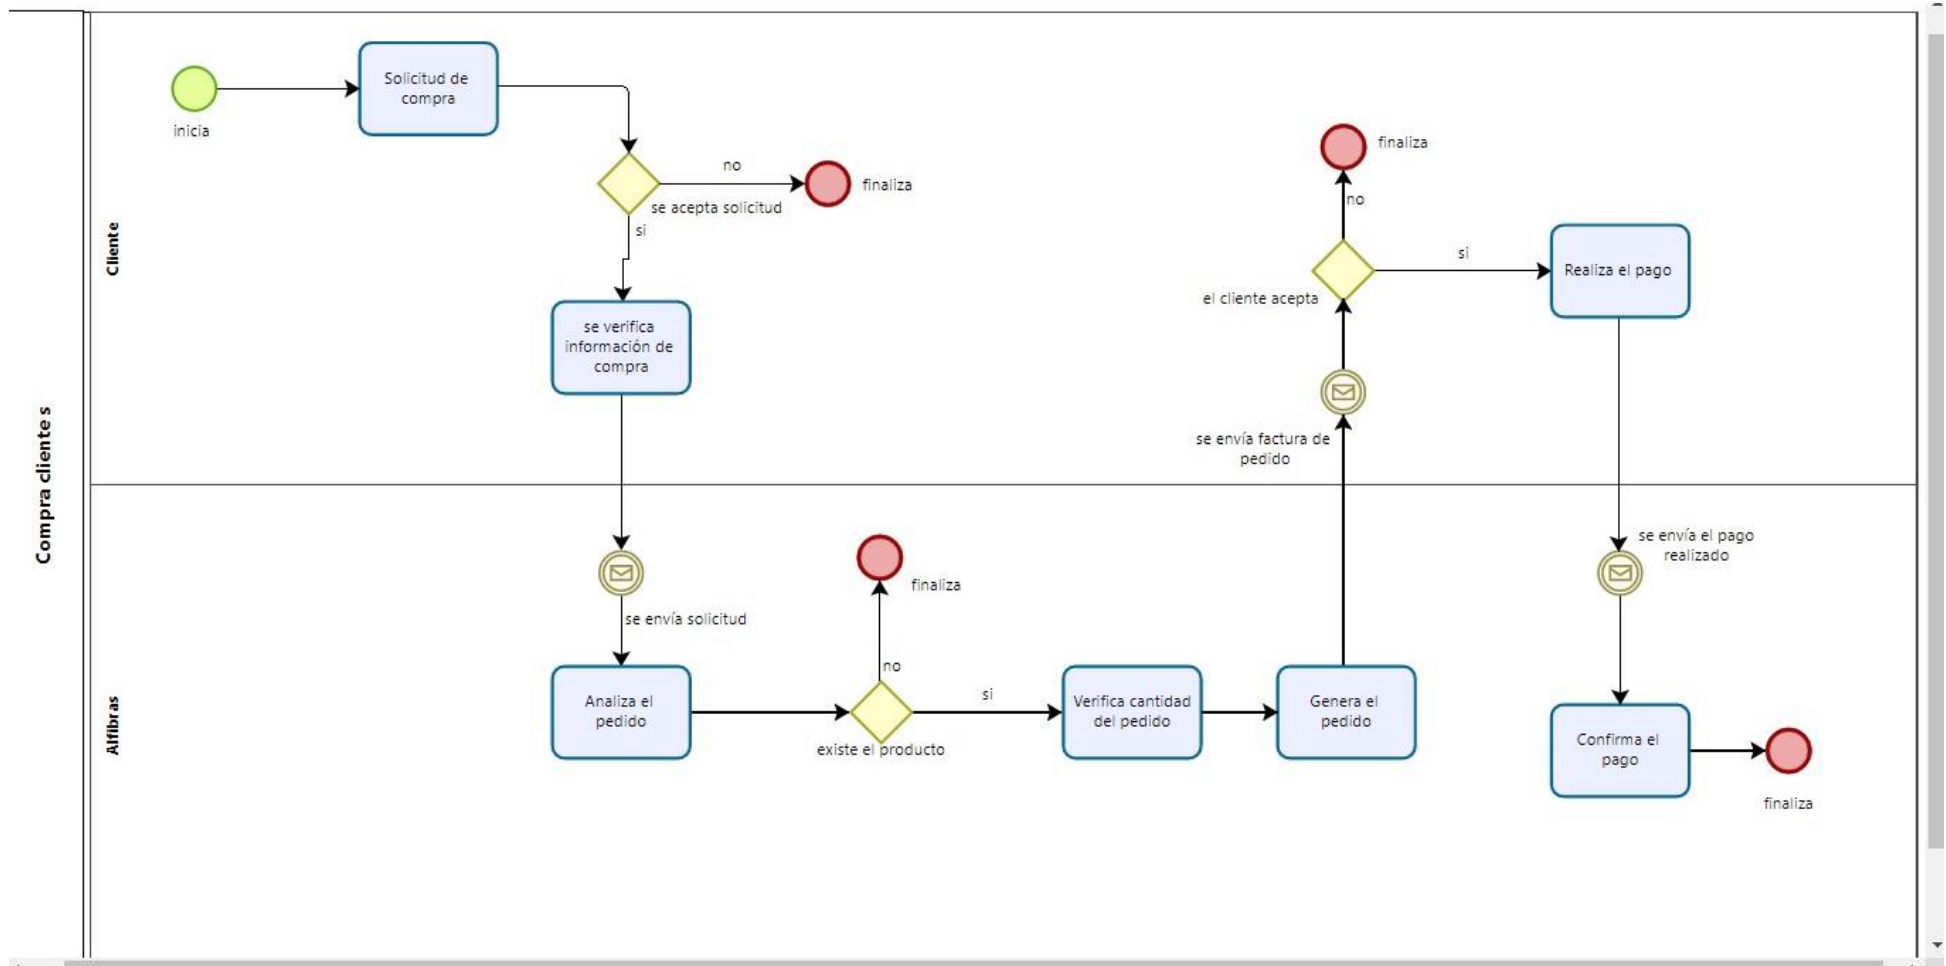 Compra clientes
Cliente
inicia
Solicitud de
compra
no
finaliza
se acepta solicitud
si
se verifica
información de
compra
finaliza
no
si
el cliente acepta
Realiza el pago
se envía factura de
pedido
Alfibras
se envía solicitud
Analiza el
pedido
finaliza
no
si
existe el producto
Verifica cantidad
del pedido
Genera el
pedido
se envía el pago
realizado
Confirma el
pago
finaliza